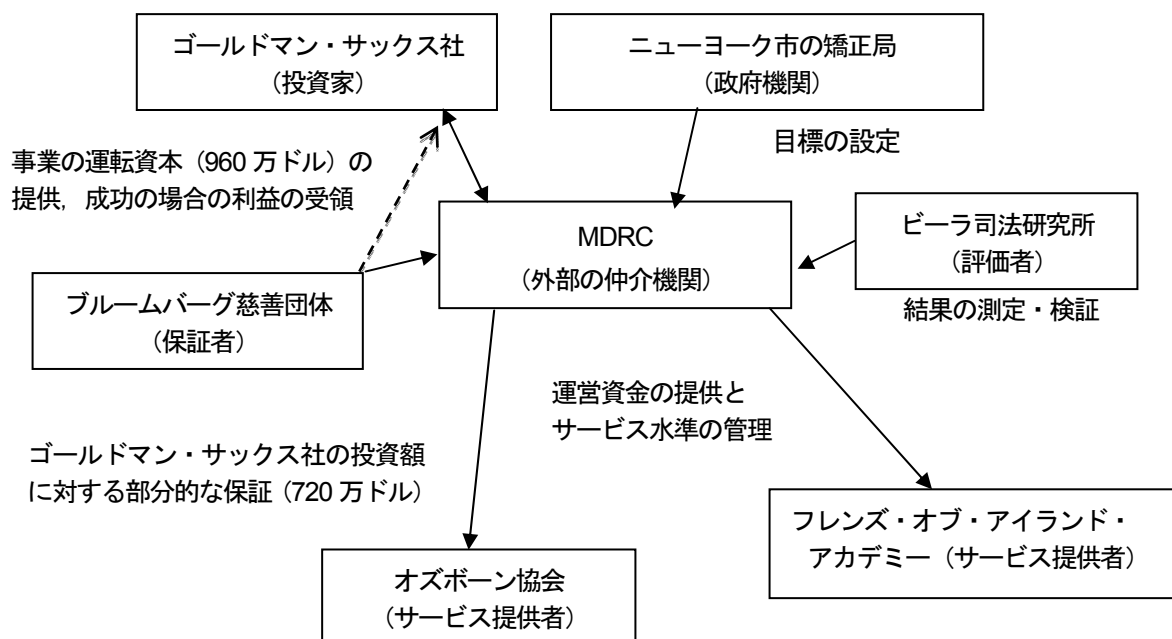 ゴールドマン・サックス社
（投資家）
ニューヨーク市の矯正局
（政府機関）
目標の設定
事業の運転資本（960 万ドル）の
提供，成功の場合の利益の受領
MDRC
（外部の仲介機関）
ビーラ司法研究所
（評価者）
結果の測定・検証
ブルームバーグ慈善団体
（保証者）
運営資金の提供と
サービス水準の管理
ゴールドマン・サックス社の投資額
に対する部分的な保証（720 万ドル）
フレンズ・オブ・アイランド・
アカデミー（サービス提供者）
オズボーン協会
（サービス提供者）